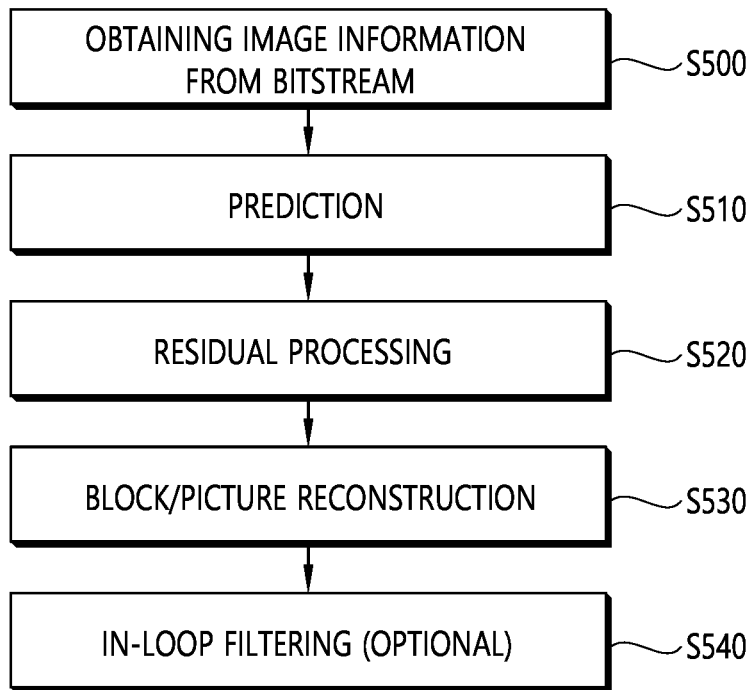 OBTAINING IMAGE INFORMATION
FROM BITSTREAM
S500
PREDICTION
S510
RESIDUAL PROCESSING
S520
BLOCK/PICTURE RECONSTRUCTION
S530
IN-LOOP FILTERING (OPTIONAL)
S540